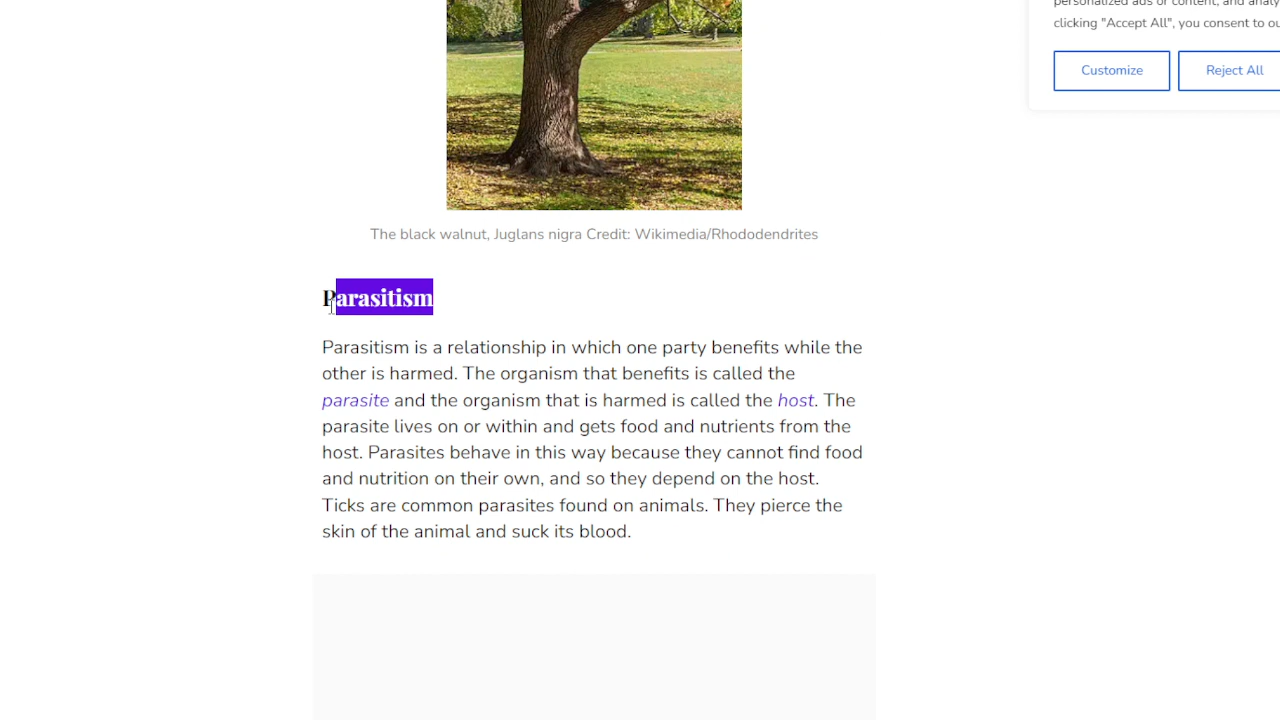 personalized ads or content, and analy
clicking "Accept All", you consent to ou
Customize Reject All
The black walnut, Juglans nigra Credit: Wikimedia/Rhododendrites
Parasitism
Parasitism is a relationship in which one party benefits while the
other is harmed. The organism that benefits is called the
parasite and the organism that is harmed is called the host. The
parasite lives on or within and gets food and nutrients from the
host. Parasites behave in this way because they cannot find food
and nutrition on their own, and so they depend on the host.
Ticks are common parasites found on animals. They pierce the
skin of the animal and suck its blood.